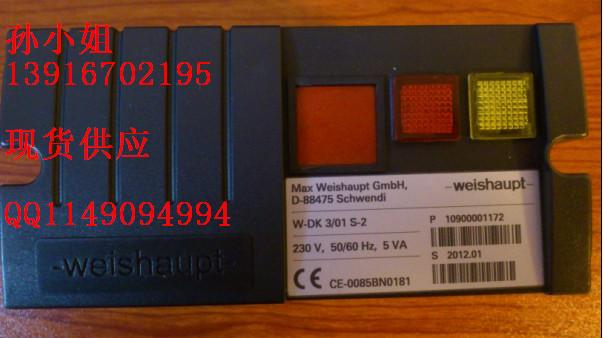 孙小姐
13916702195
现货供应
QQ1149094994
-weishaupt-
Max Weishaupt GmbH,
D-88475 Schwendi
-weishaupt-
W-DK 3/01 S-2
P 10900001172
230 V, 50/60 Hz, 5 VA
S 2012.01
CE CE-0085BN0181